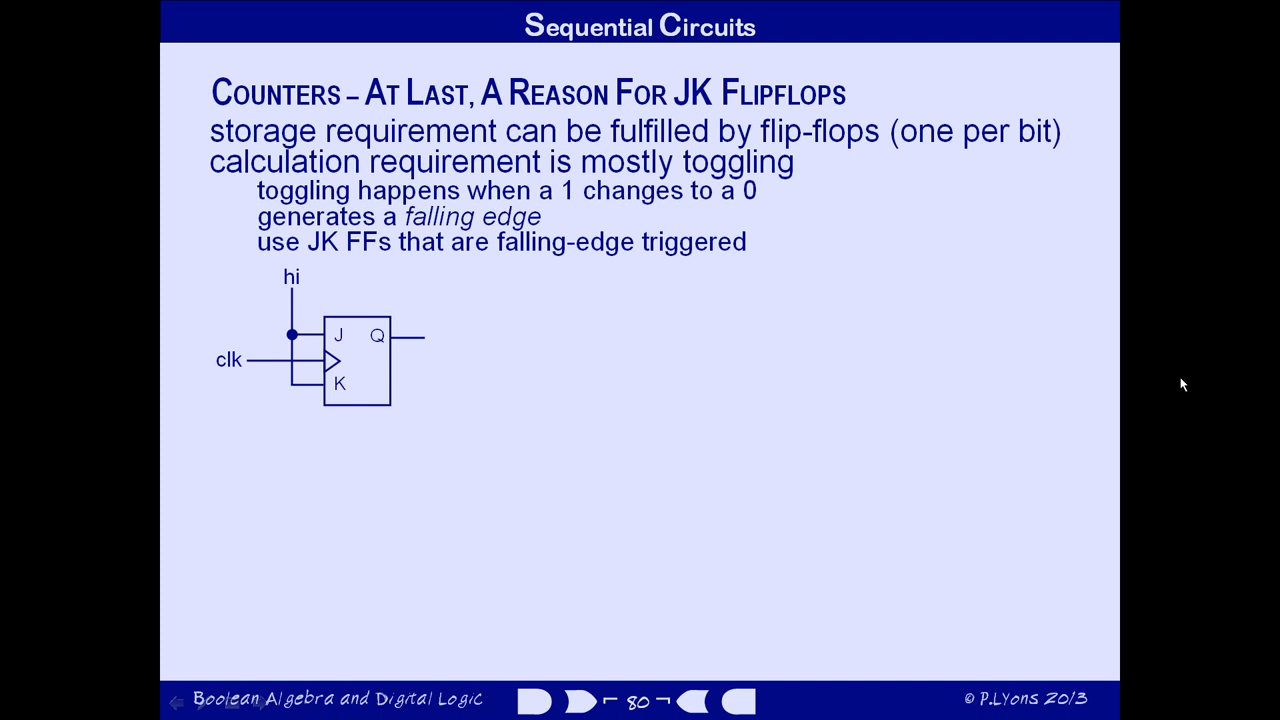 Sequential Circuits
Counters – At Last, A Reason For JK Flipflops
storage requirement can be fulfilled by flip-flops (one per bit)
calculation requirement is mostly toggling
toggling happens when a 1 changes to a 0
generates a falling edge
use JK FFs that are falling-edge triggered
hi
J Q
clk
K
Boolean Algebra and Digital Logic 80 © P.Lyons 2013